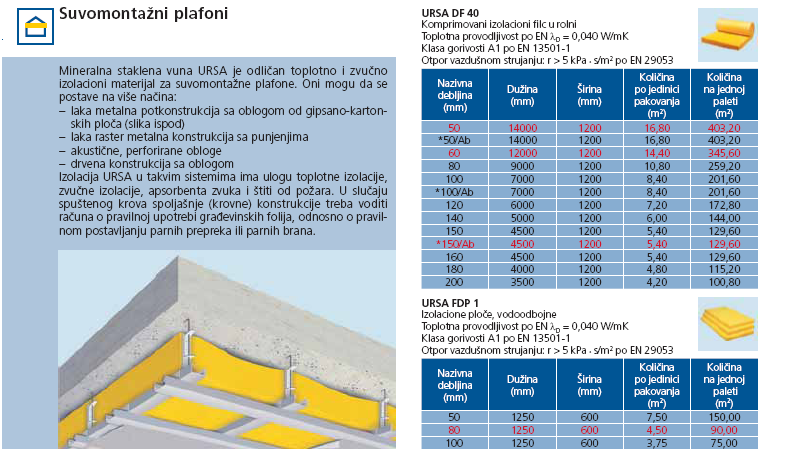 Suvomontažni plafoni
Mineralna staklena vuna URSA je odličan toplotno i zvučno
izolacioni materijal za suvomontažne plafone. Oni mogu da se
postave na više načina:
– laka metalna potkonstrukcija sa oblogom od gipsano-karton-
skih ploča (slika ispod)
– laka raster metalna konstrukcija sa punjenjima
– akustične, perforirane obloge
– drvena konstrukcija sa oblogom
Izolacija URSA u takvim sistemima ima ulogu toplotne izolacije,
zvučne izolacije, apsorbenta zvuka i štiti od požara. U slučaju
spuštenog krova spoljašnje (krovne) konstrukcije treba voditi
računa o pravilnoj upotrebi građevinskih folija, odnosno o pravil-
nom postavljanju parnih prepreka ili parnih brana.
URSA DF 40
Komprimovani izolacioni filc u rolni
Toplotna provodljivost po EN λD = 0,040 W/mK
Klasa gorivosti A1 po EN 13501-1
Otpor vazdušnom strujanju: r > 5 kPa · s/m² po EN 29053
Nazivna debljina (mm) Dužina (mm) Širina (mm) Količina po jedinici pakovanja (m²) Količina na jednoj paleti (m²)
50 14000 1200 16,80 403,20
*50/Ab 14000 1200 16,80 403,20
60 12000 1200 14,40 345,60
80 9000 1200 10,80 259,20
100 7000 1200 8,40 201,60
*100/Ab 7000 1200 8,40 201,60
120 6000 1200 7,20 172,80
140 5000 1200 6,00 144,00
150 4500 1200 5,40 129,60
*150/Ab 4500 1200 5,40 129,60
160 4500 1200 5,40 129,60
180 4000 1200 4,80 115,20
200 3500 1200 4,20 100,80
URSA FDP 1
Izolacione ploče, vodoodbojne
Toplotna provodljivost po EN λD = 0,040 W/mK
Klasa gorivosti A1 po EN 13501-1
Otpor vazdušnom strujanju: r > 5 kPa · s/m² po EN 29053
Nazivna debljina (mm) Dužina (mm) Širina (mm) Količina po jedinici pakovanja (m²) Količina na jednoj paleti (m²)
50 1250 600 7,50 150,00
80 1250 600 4,50 90,00
100 1250 600 3,75 75,00